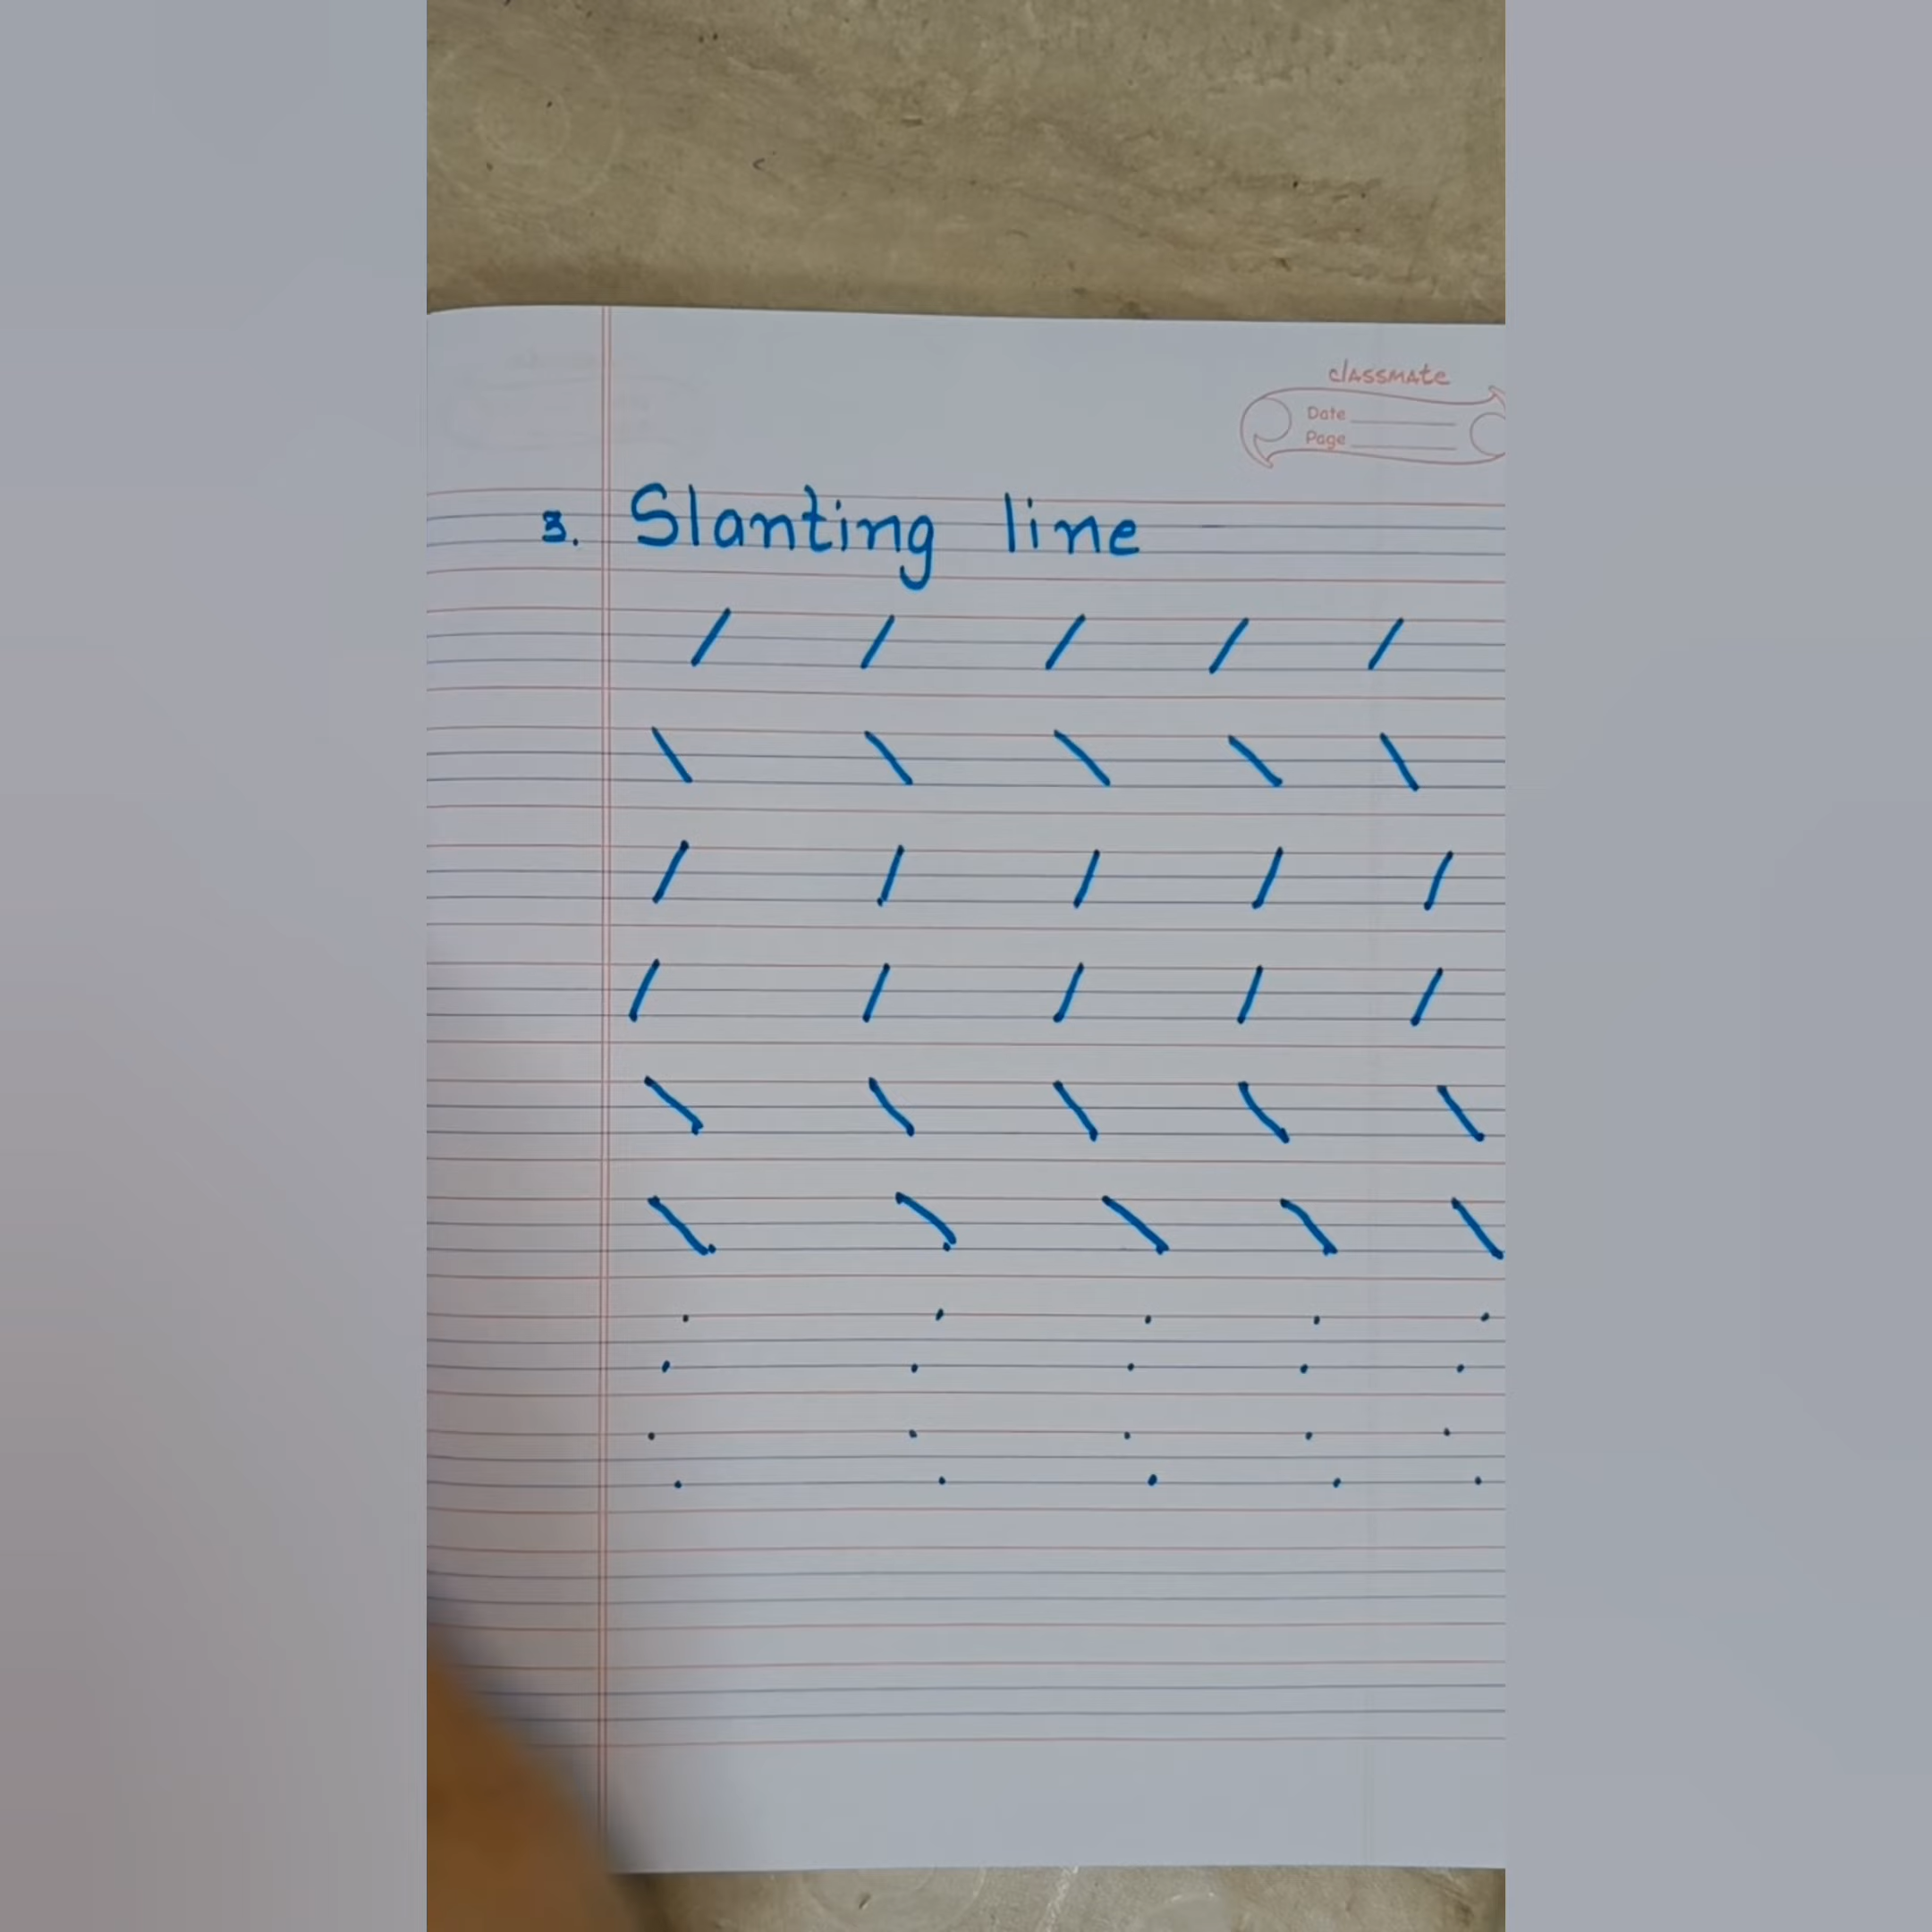 classmate
Date
Page
3. Slanting line
/ / / / /
\ \ \ \ \
/ / / / /
/ / / / /
\ \ \ \ \
\ \ \ \ \